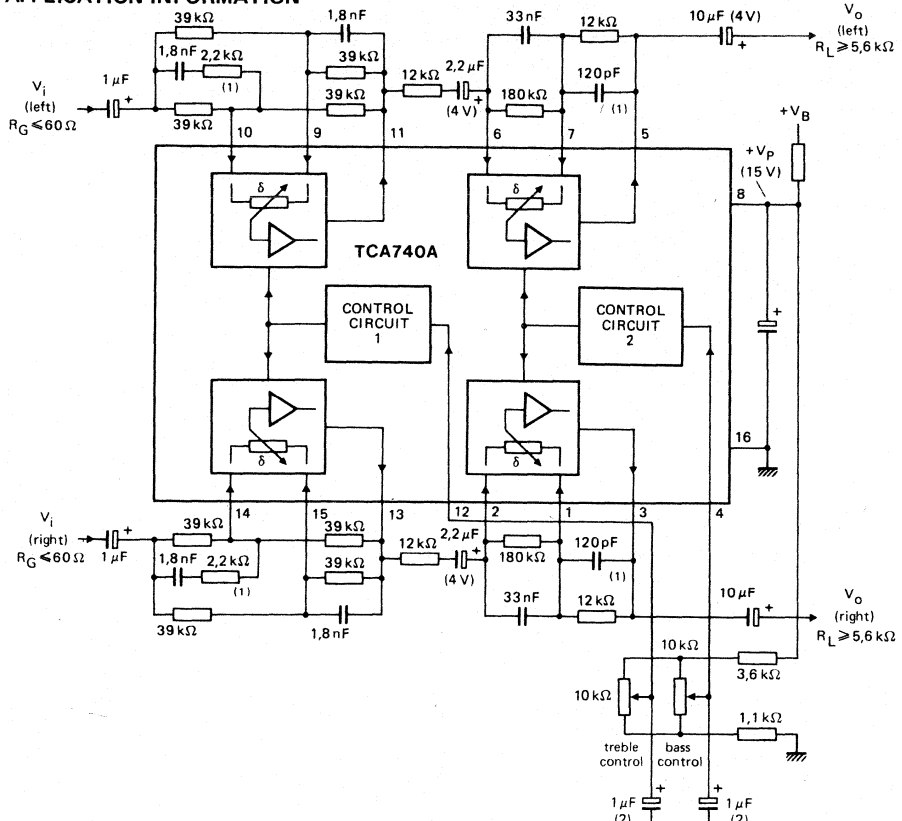 APPLICATION INFORMATION
39 kΩ
1,8 nF
1,8 nF 2,2 kΩ
(1)
39 kΩ
39 kΩ
39 kΩ
1 µF
+
Vi
(left)
RG ⩽ 60 Ω
12 kΩ
2,2 µF
+
(4 V)
33 nF
12 kΩ
180 kΩ
120 pF
(1)
10 µF (4 V)
+
Vo
(left)
RL ⩾ 5,6 kΩ
+VB
+VP
(15 V)
10 9 11 6 7 5
8
δ
δ
TCA740A
CONTROL
CIRCUIT
1
CONTROL
CIRCUIT
2
+
δ
δ
16
14 15 13 12 2 1 3 4
Vi
(right)
RG ⩽ 60 Ω
+
1 µF
39 kΩ
1,8 nF 2,2 kΩ
(1)
39 kΩ
39 kΩ
39 kΩ
1,8 nF
12 kΩ
2,2 µF
+
(4 V)
180 kΩ
120 pF
(1)
33 nF
12 kΩ
10 µF
+
Vo
(right)
RL ⩾ 5,6 kΩ
10 kΩ
10 kΩ
3,6 kΩ
1,1 kΩ
treble
control
bass
control
1 µF
(2)
+
+
1 µF
(2)